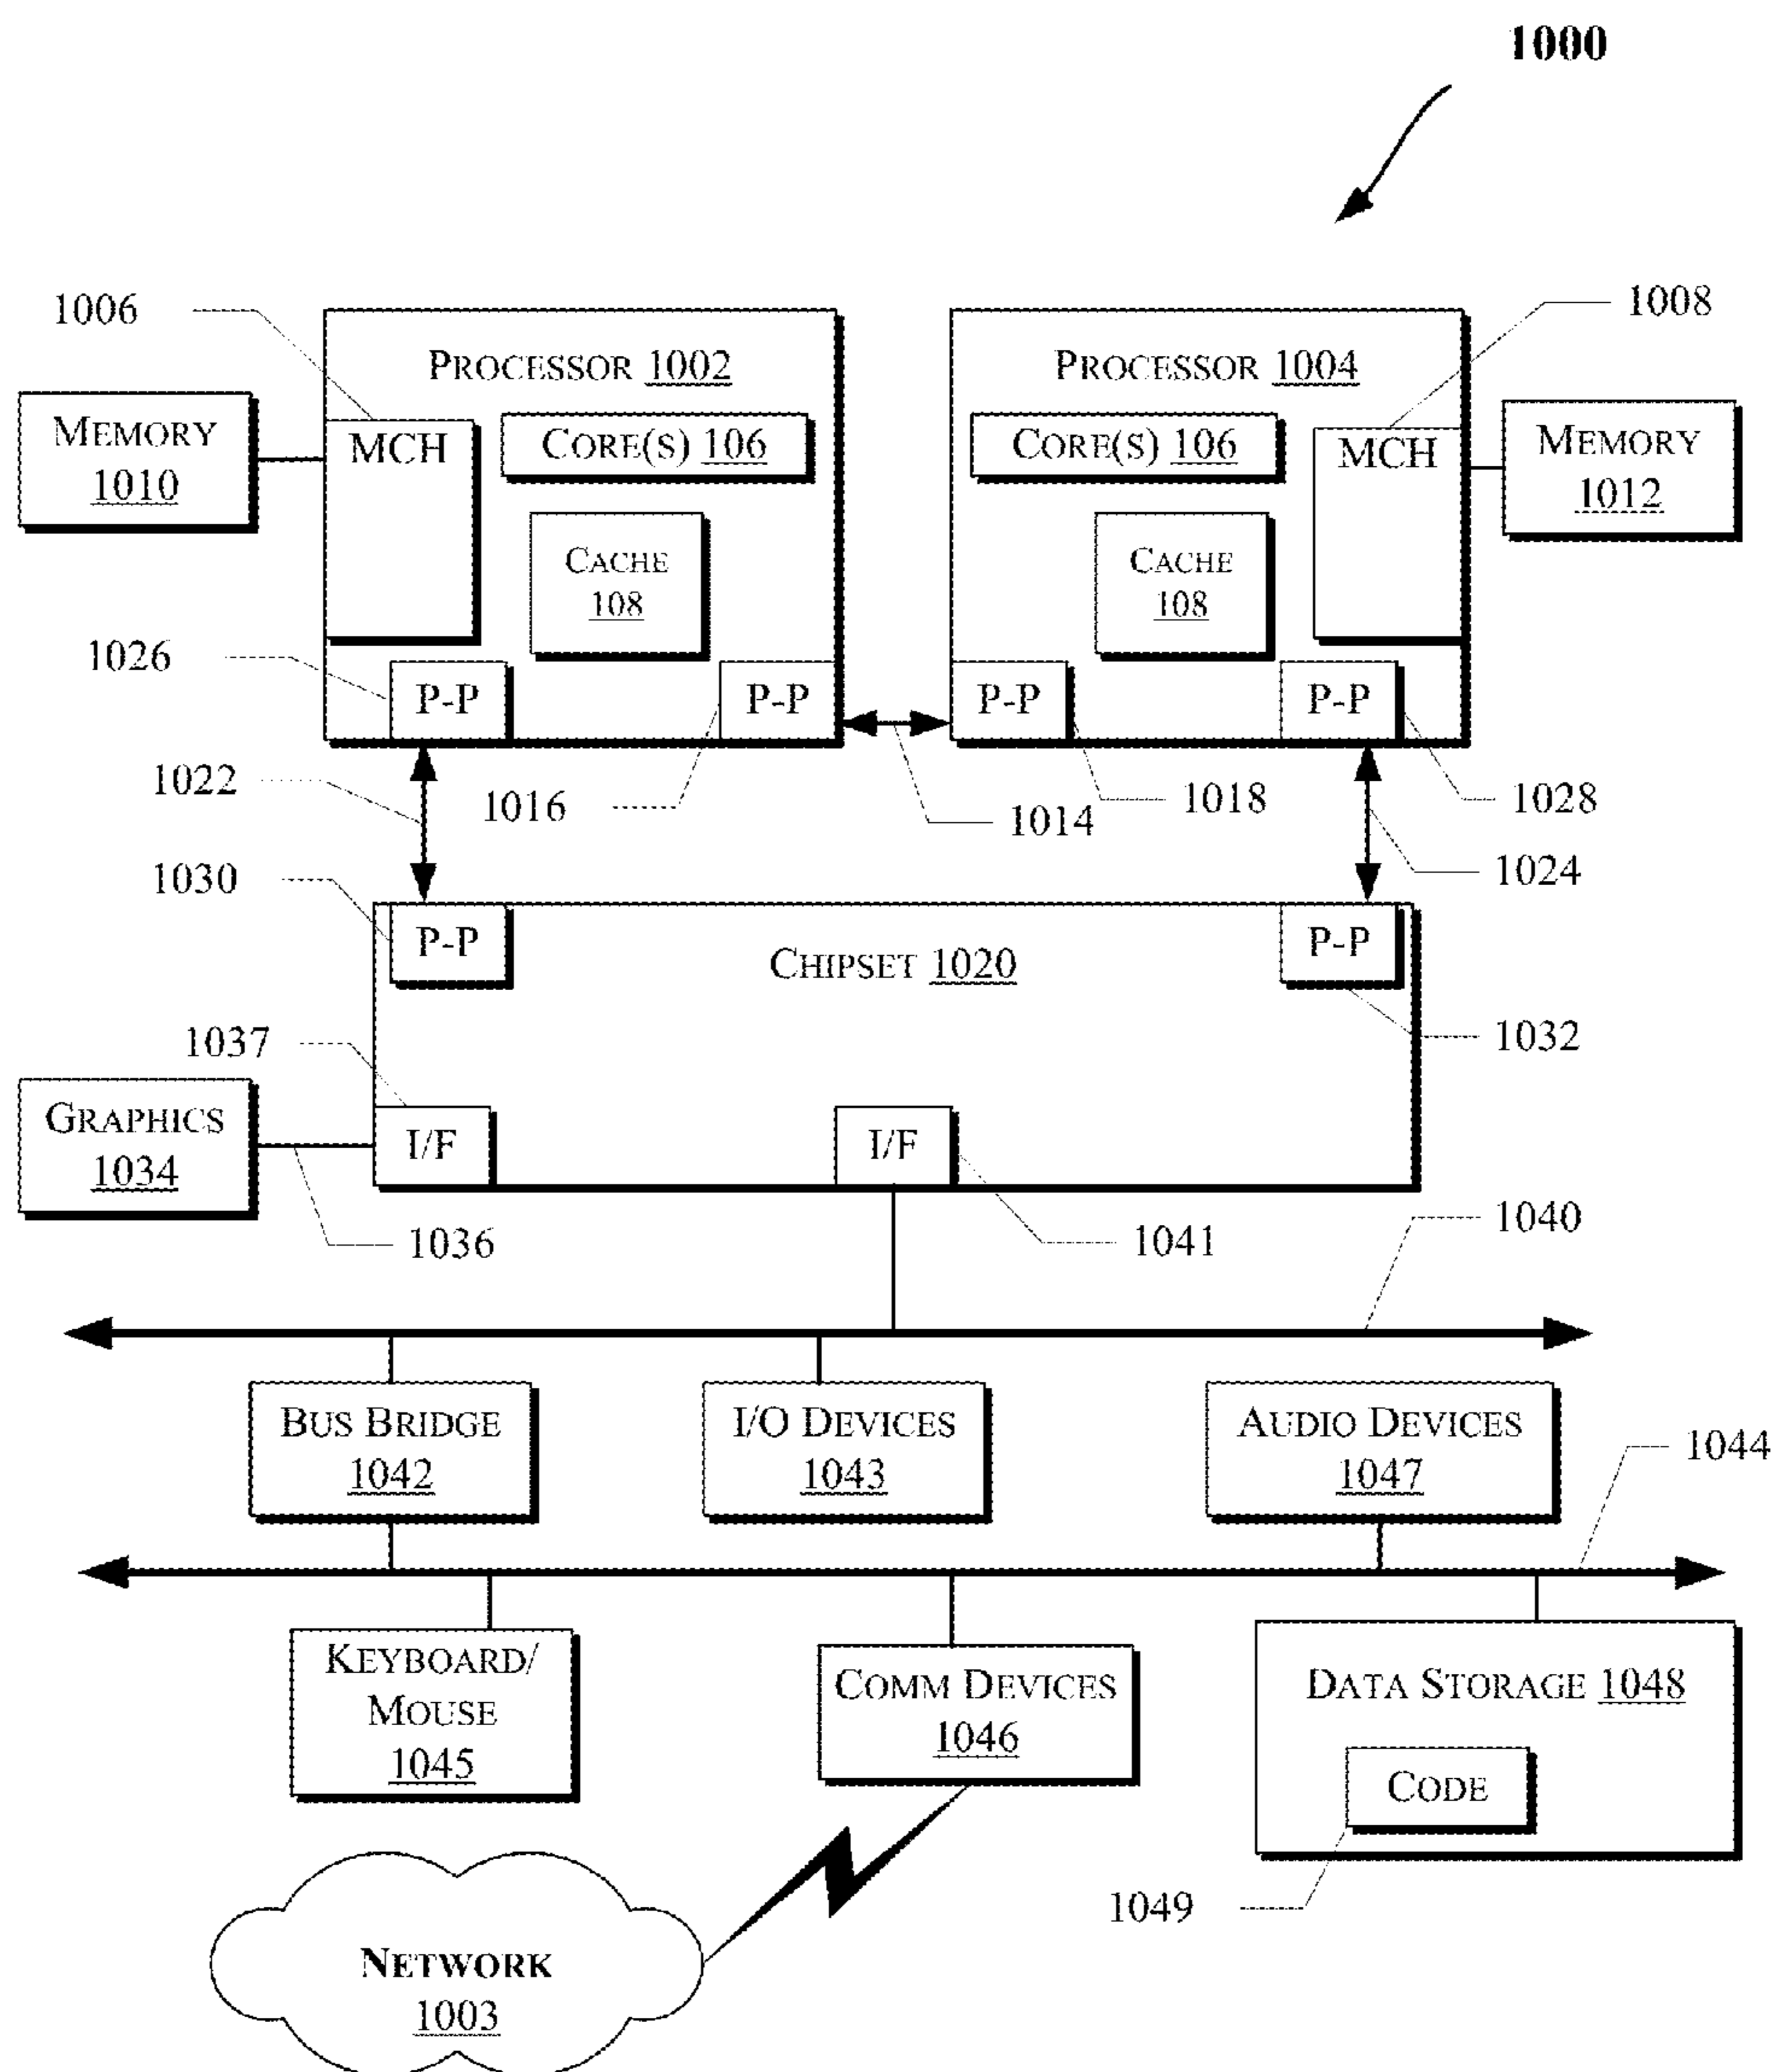 1000
1006
1008
PROCESSOR 1002
PROCESSOR 1004
MEMORY
1010
MCH
CORE(S) 106
CORE(S) 106
MCH
MEMORY
1012
CACHE
108
CACHE
108
1026
P-P
P-P
P-P
P-P
1022
1016
1014
1018
1028
1030
1024
P-P
CHIPSET 1020
P-P
1037
1032
GRAPHICS
1034
I/F
I/F
1036
1041
1040
BUS BRIDGE
1042
I/O DEVICES
1043
AUDIO DEVICES
1047
1044
KEYBOARD/
MOUSE
1045
COMM DEVICES
1046
DATA STORAGE 1048
CODE
1049
NETWORK
1003